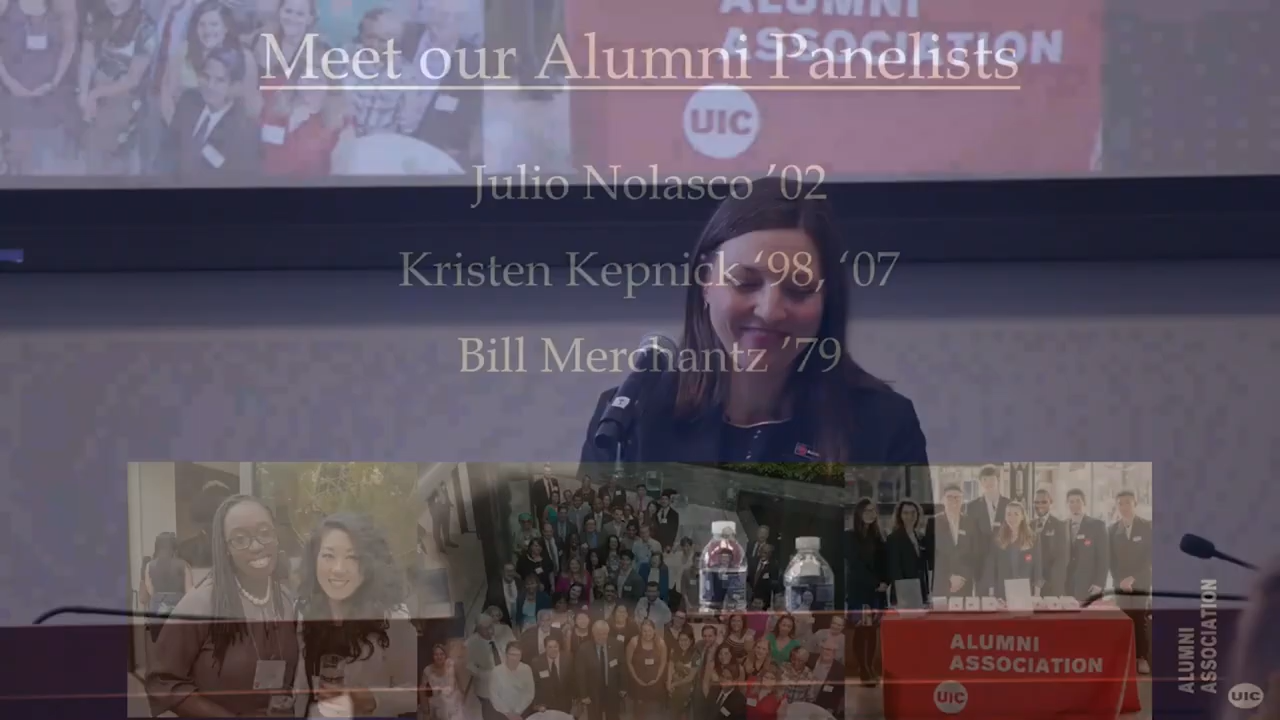 ALUMNI
ASSOCIATION
UIC
Meet our Alumni Panelists
Julio Nolasco ’02
Kristen Kepnick ‘98, ‘07
Bill Merchantz ’79
ALUMNI
ASSOCIATION
UIC
ALUMNI
ASSOCIATION
UIC